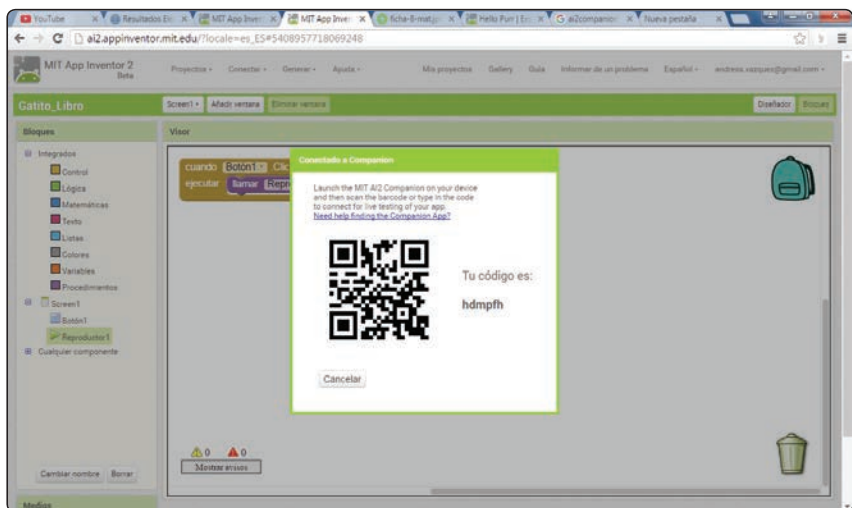 YouTube
Resultados
MIT App Inver
MIT App Inver
ficha-8-mat.p
Hello Purr | E
ai2companion
Nueva pestaña
ai2.appinventor.mit.edu/?locale=es_ES#5408957718069248
MIT App Inventor 2
Beta
Proyectos
Conectar
Generar
Ayuda
Mis proyectos
Gallery
Guía
Informar de un problema
Español
Gatito_Libro
Screen1
Añadir ventana
Eliminar ventana
Diseñador
Bloques
Bloques
Visor
Integrados
Control
Lógica
Matemáticas
Texto
Listas
Colores
Variables
Procedimientos
Screen1
Botón1
Reproductor1
Cualquier componente
Cambiar nombre
Borrar
Medios
cuando Botón1 Clic
ejecutar llamar Repro
Conectado a Companion
Launch the MIT AI2 Companion on your device
and then scan the barcode or type in the code
to connect for live testing of your app.
Need help finding the Companion App?
Tu código es:
hdmpfh
Cancelar
0
0
Mostrar avisos